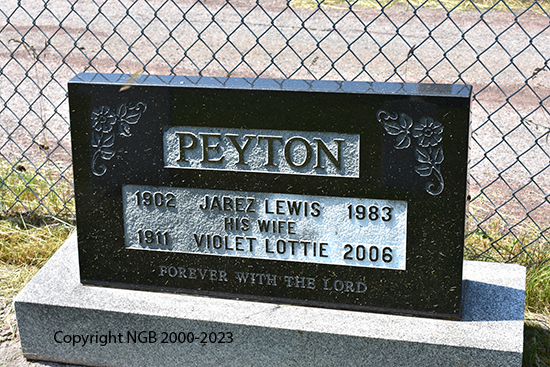 PEYTON
1902 JABEZ LEWIS 1983
HIS WIFE
1911 VIOLET LOTTIE 2006
FOREVER WITH THE LORD
Copyright NGB 2000-2023